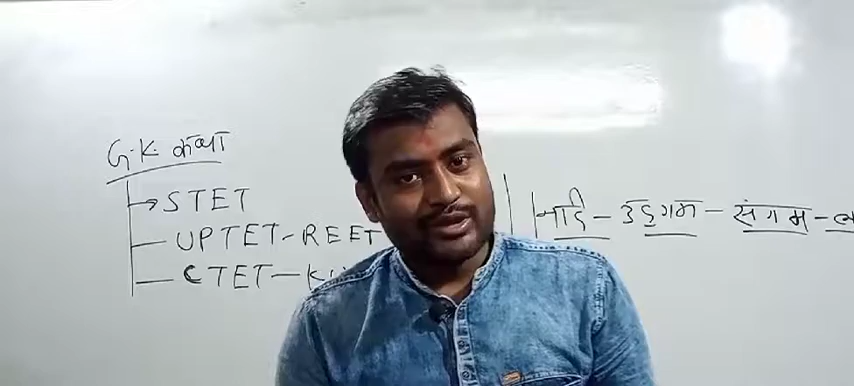 G.K कक्षा
STET
UPTET-REET
CTET-K
नदि - उद्गम - संगम -